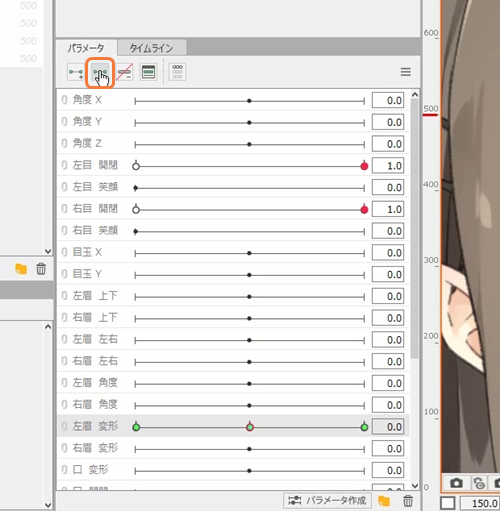 500
500
500
500
パラメータ
タイムライン
角度 X 0.0
角度 Y 0.0
角度 Z 0.0
左目 開閉 1.0
左目 笑顔 0.0
右目 開閉 1.0
右目 笑顔 0.0
目玉 X 0.0
目玉 Y 0.0
左眉 上下 0.0
右眉 上下 0.0
左眉 左右 0.0
右眉 左右 0.0
左眉 角度 0.0
右眉 角度 0.0
左眉 変形 0.0
右眉 変形 0.0
口 変形 0.0
パラメータ作成
600
500
400
300
200
100
0
150.0